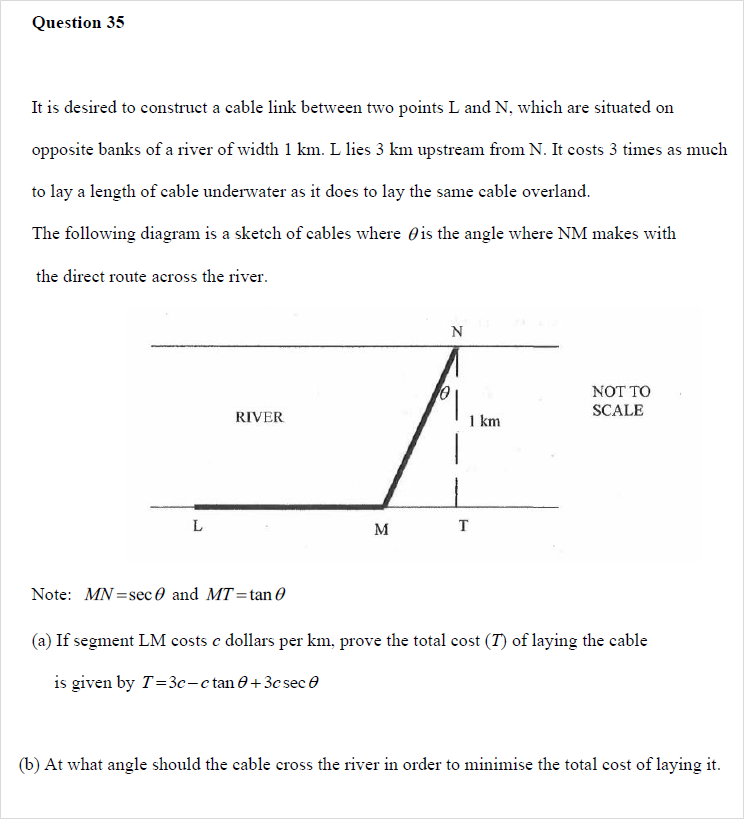 Question 35
It is desired to construct a cable link between two points L and N, which are situated on
opposite banks of a river of width 1 km. L lies 3 km upstream from N. It costs 3 times as much
to lay a length of cable underwater as it does to lay the same cable overland.
The following diagram is a sketch of cables where θ is the angle where NM makes with
the direct route across the river.
N
θ
NOT TO
SCALE
RIVER
1 km
L
M
T
Note: MN=sec θ and MT=tan θ
(a) If segment LM costs c dollars per km, prove the total cost (T) of laying the cable
is given by T=3c−c tan θ+3c sec θ
(b) At what angle should the cable cross the river in order to minimise the total cost of laying it.